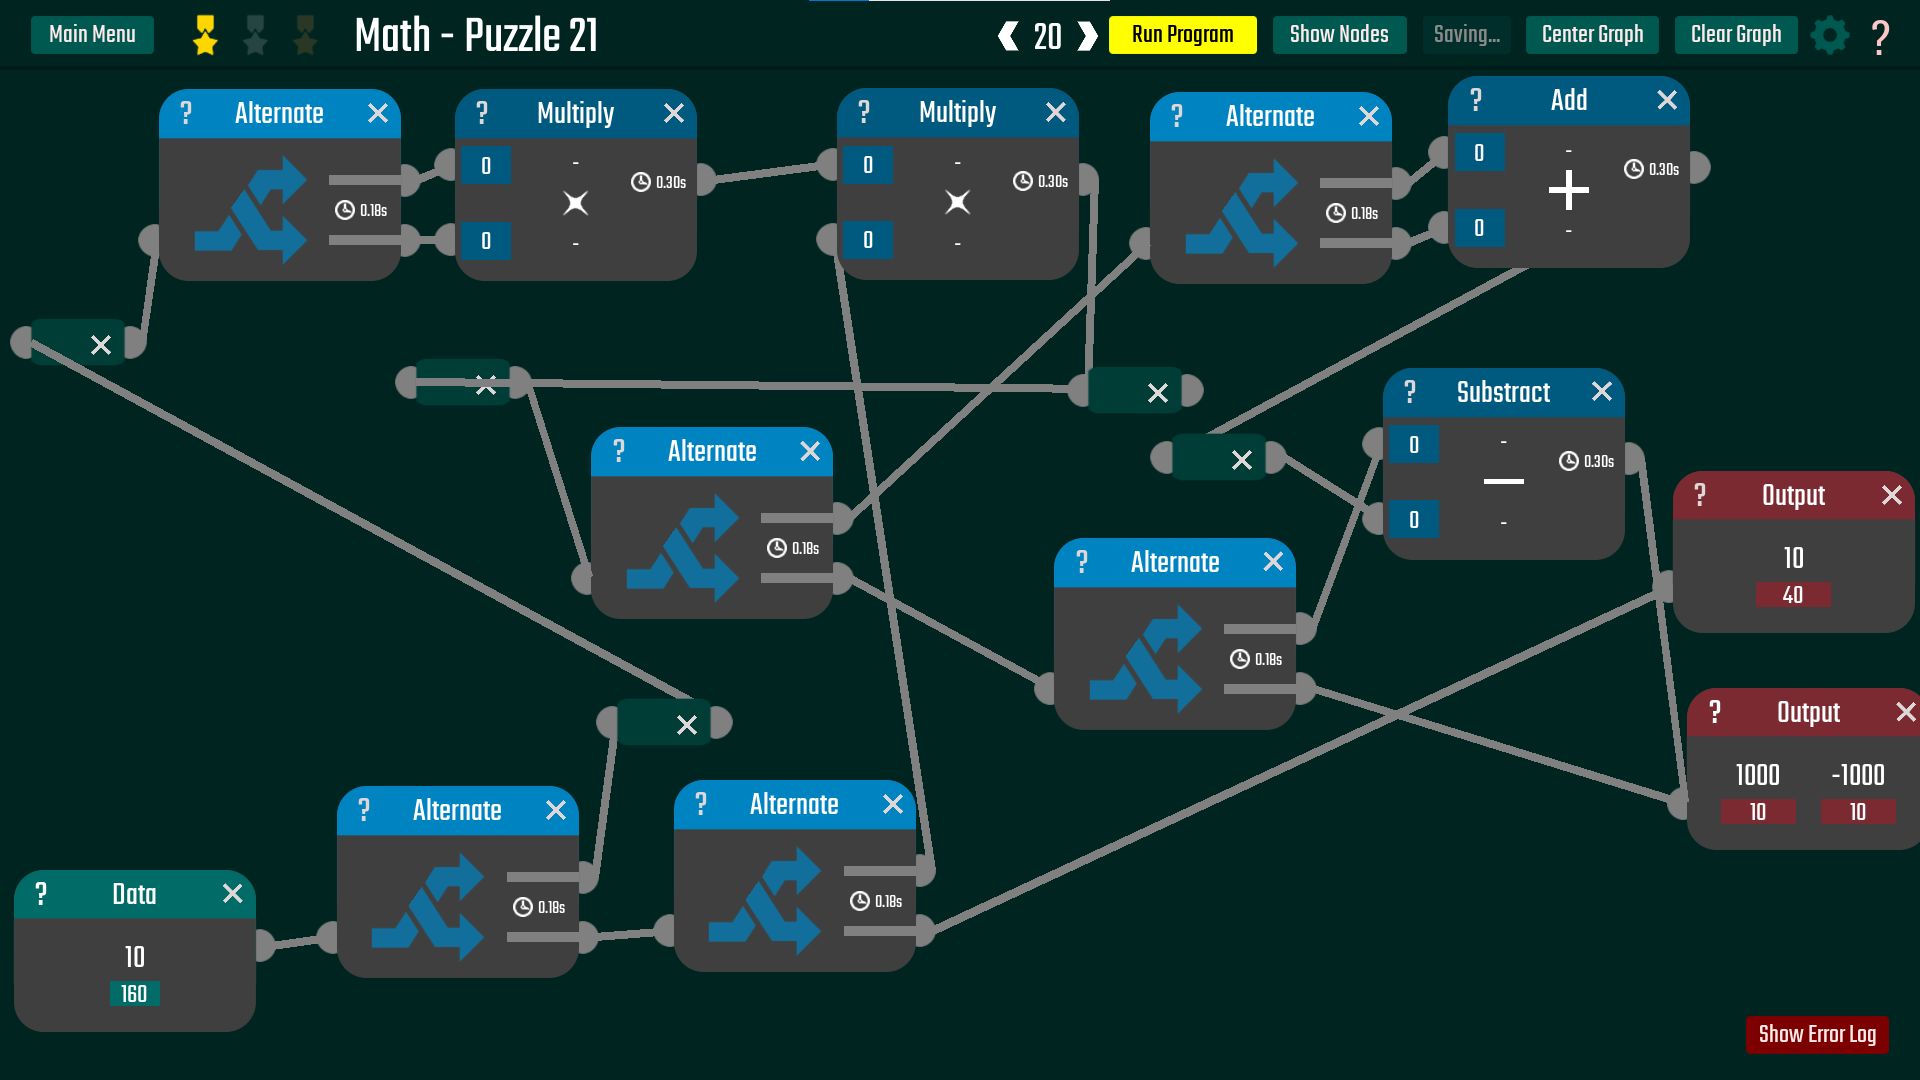 Main Menu
Math - Puzzle 21
20
Run Program
Show Nodes
Saving...
Center Graph
Clear Graph
?
? Alternate
0.18s
? Multiply
0 -
0.30s
0 -
? Multiply
0 -
0.30s
0 -
? Alternate
0.18s
? Add
0 -
0.30s
0 -
? Alternate
0.18s
? Substract
0 -
0.30s
0 -
? Output
10
40
? Alternate
0.18s
? Output
1000 -1000
10 10
? Alternate
0.18s
? Alternate
0.18s
? Data
10
160
Show Error Log